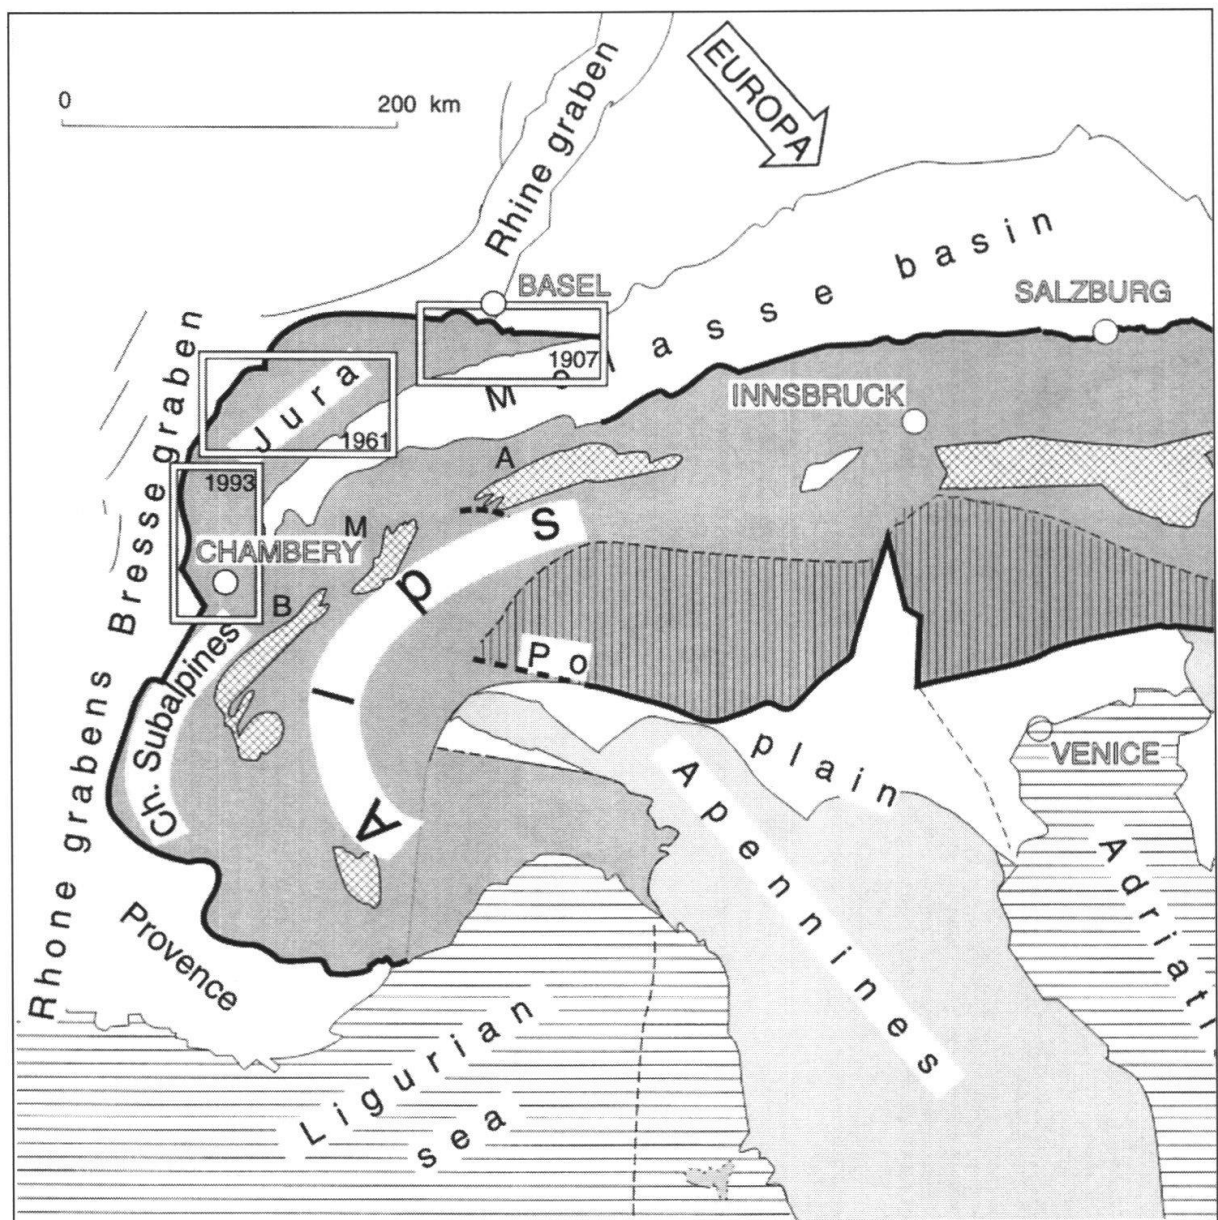 0 200 km
EUROPA
Rhine graben
Molasse basin
BASEL
SALZBURG
1907
INNSBRUCK
Jura
1961
A
1993
M
CHAMBERY
B
Alps
Bresse graben
Ch. Subalpines
Po
plain
VENICE
Rhone grabens
Apennines
Adriati
Provence
Ligurian
sea